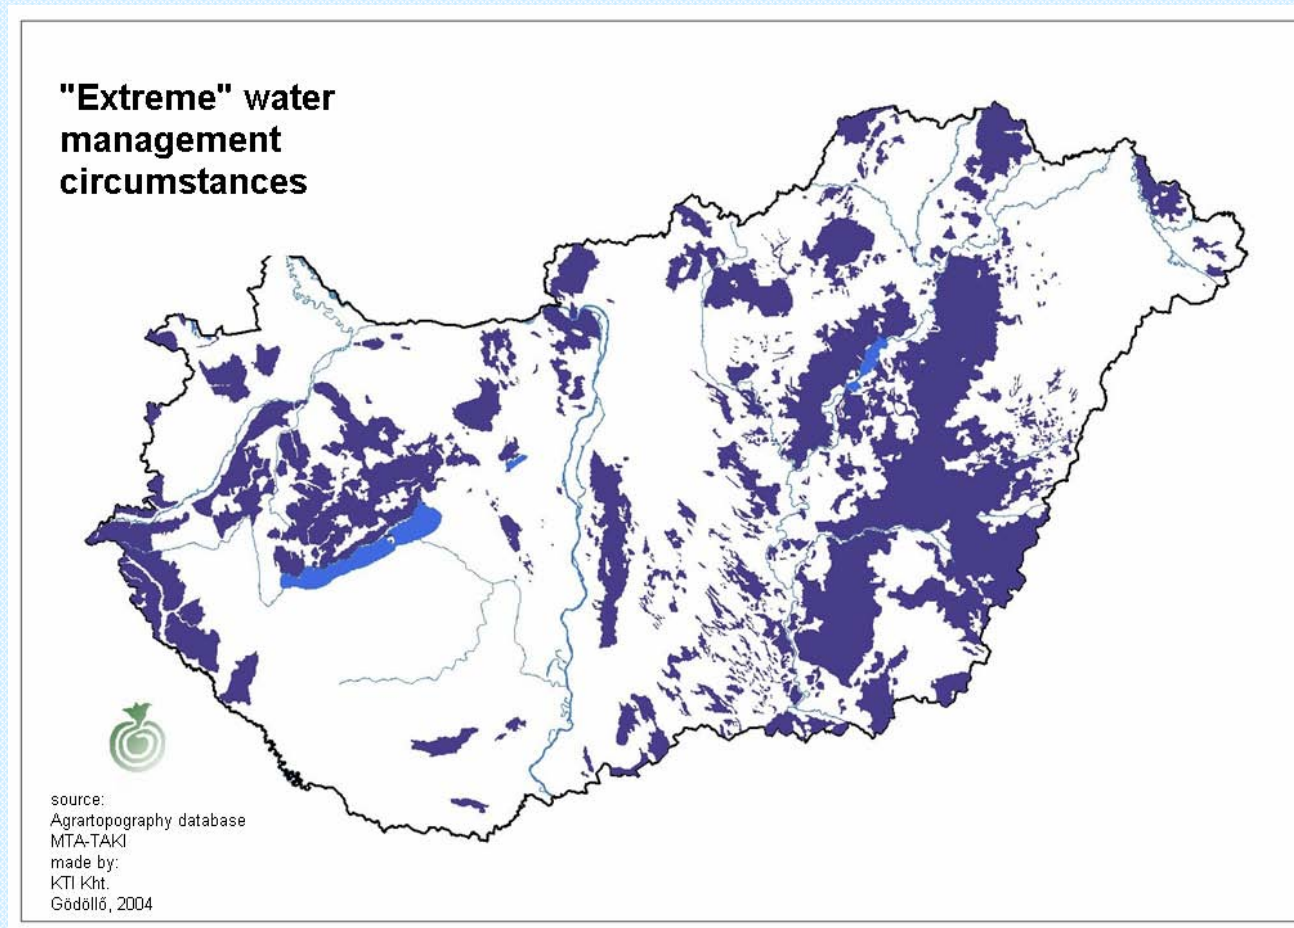 "Extreme" water
management
circumstances
source:
Agrartopography database
MTA-TAKI
made by:
KTI Kht.
Gödöllő, 2004